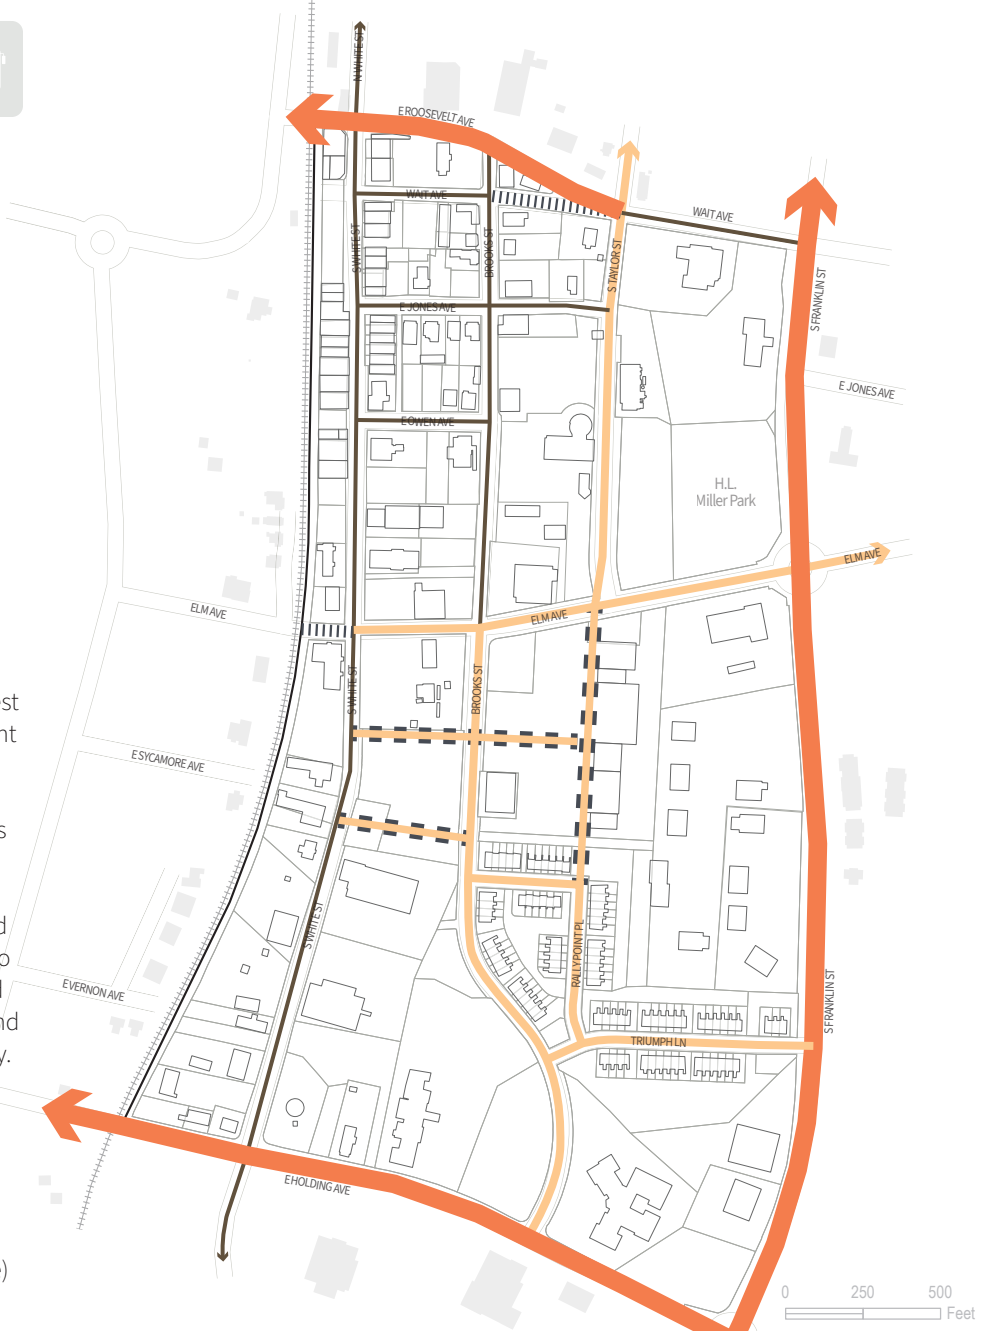 N WHITE ST
E ROOSEVELT AVE
WAIT AVE
WAIT AVE
S WHITE ST
BROOKS ST
S TAYLOR ST
S FRANKLIN ST
E JONES AVE
E JONES AVE
E OWEN AVE
H.L.
Miller Park
ELM AVE
ELM AVE
ELM AVE
S WHITE ST
BROOKS ST
E SYCAMORE AVE
S WHITE ST
RALLY POINT PL
E VERNON AVE
TRIUMPH LN
S FRANKLIN ST
E HOLDING AVE
0 250 500
Feet